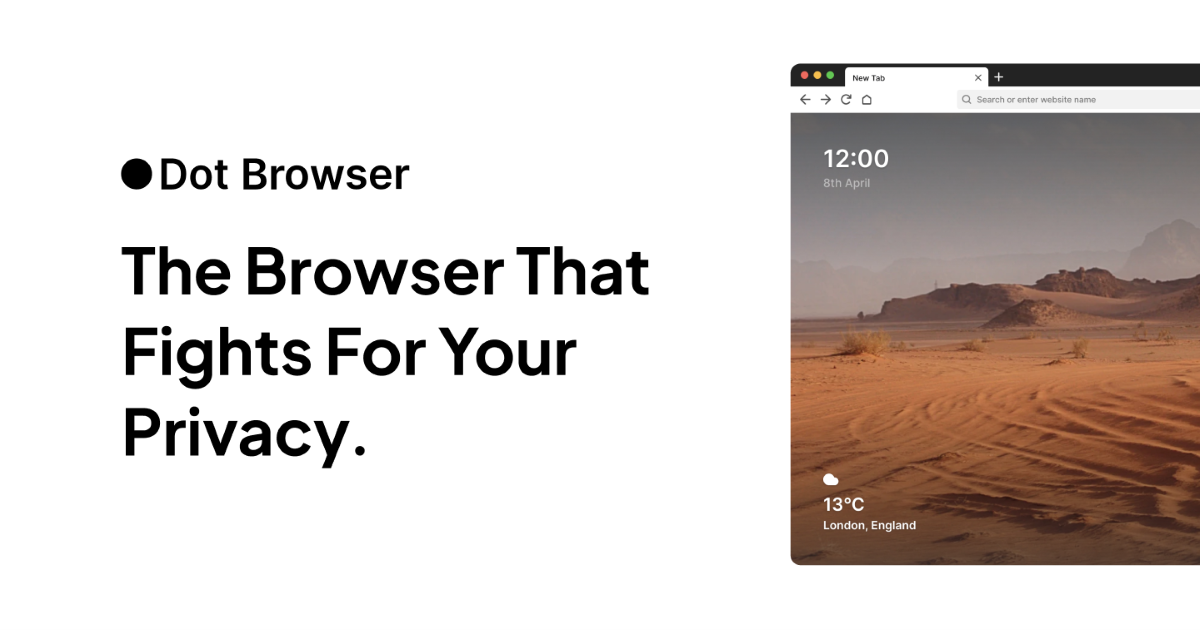 Dot Browser
The Browser That
Fights For Your
Privacy.
New Tab
Search or enter website name
12:00
8th April
13°C
London, England